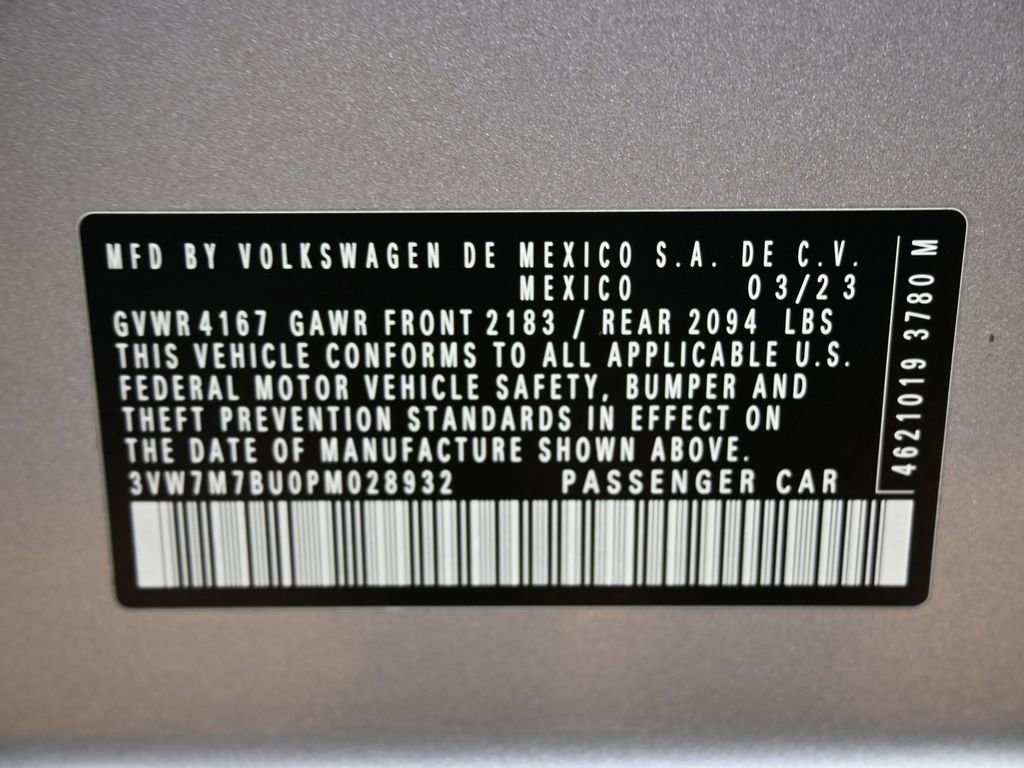 MFD BY VOLKSWAGEN DE MEXICO S.A. DE C.V.
MEXICO 03/23
GVWR 4167 GAWR FRONT 2183 / REAR 2094 LBS
THIS VEHICLE CONFORMS TO ALL APPLICABLE U.S.
FEDERAL MOTOR VEHICLE SAFETY, BUMPER AND
THEFT PREVENTION STANDARDS IN EFFECT ON
THE DATE OF MANUFACTURE SHOWN ABOVE.
3VW7M7BU0PM028932 PASSENGER CAR
4621019 3780 M